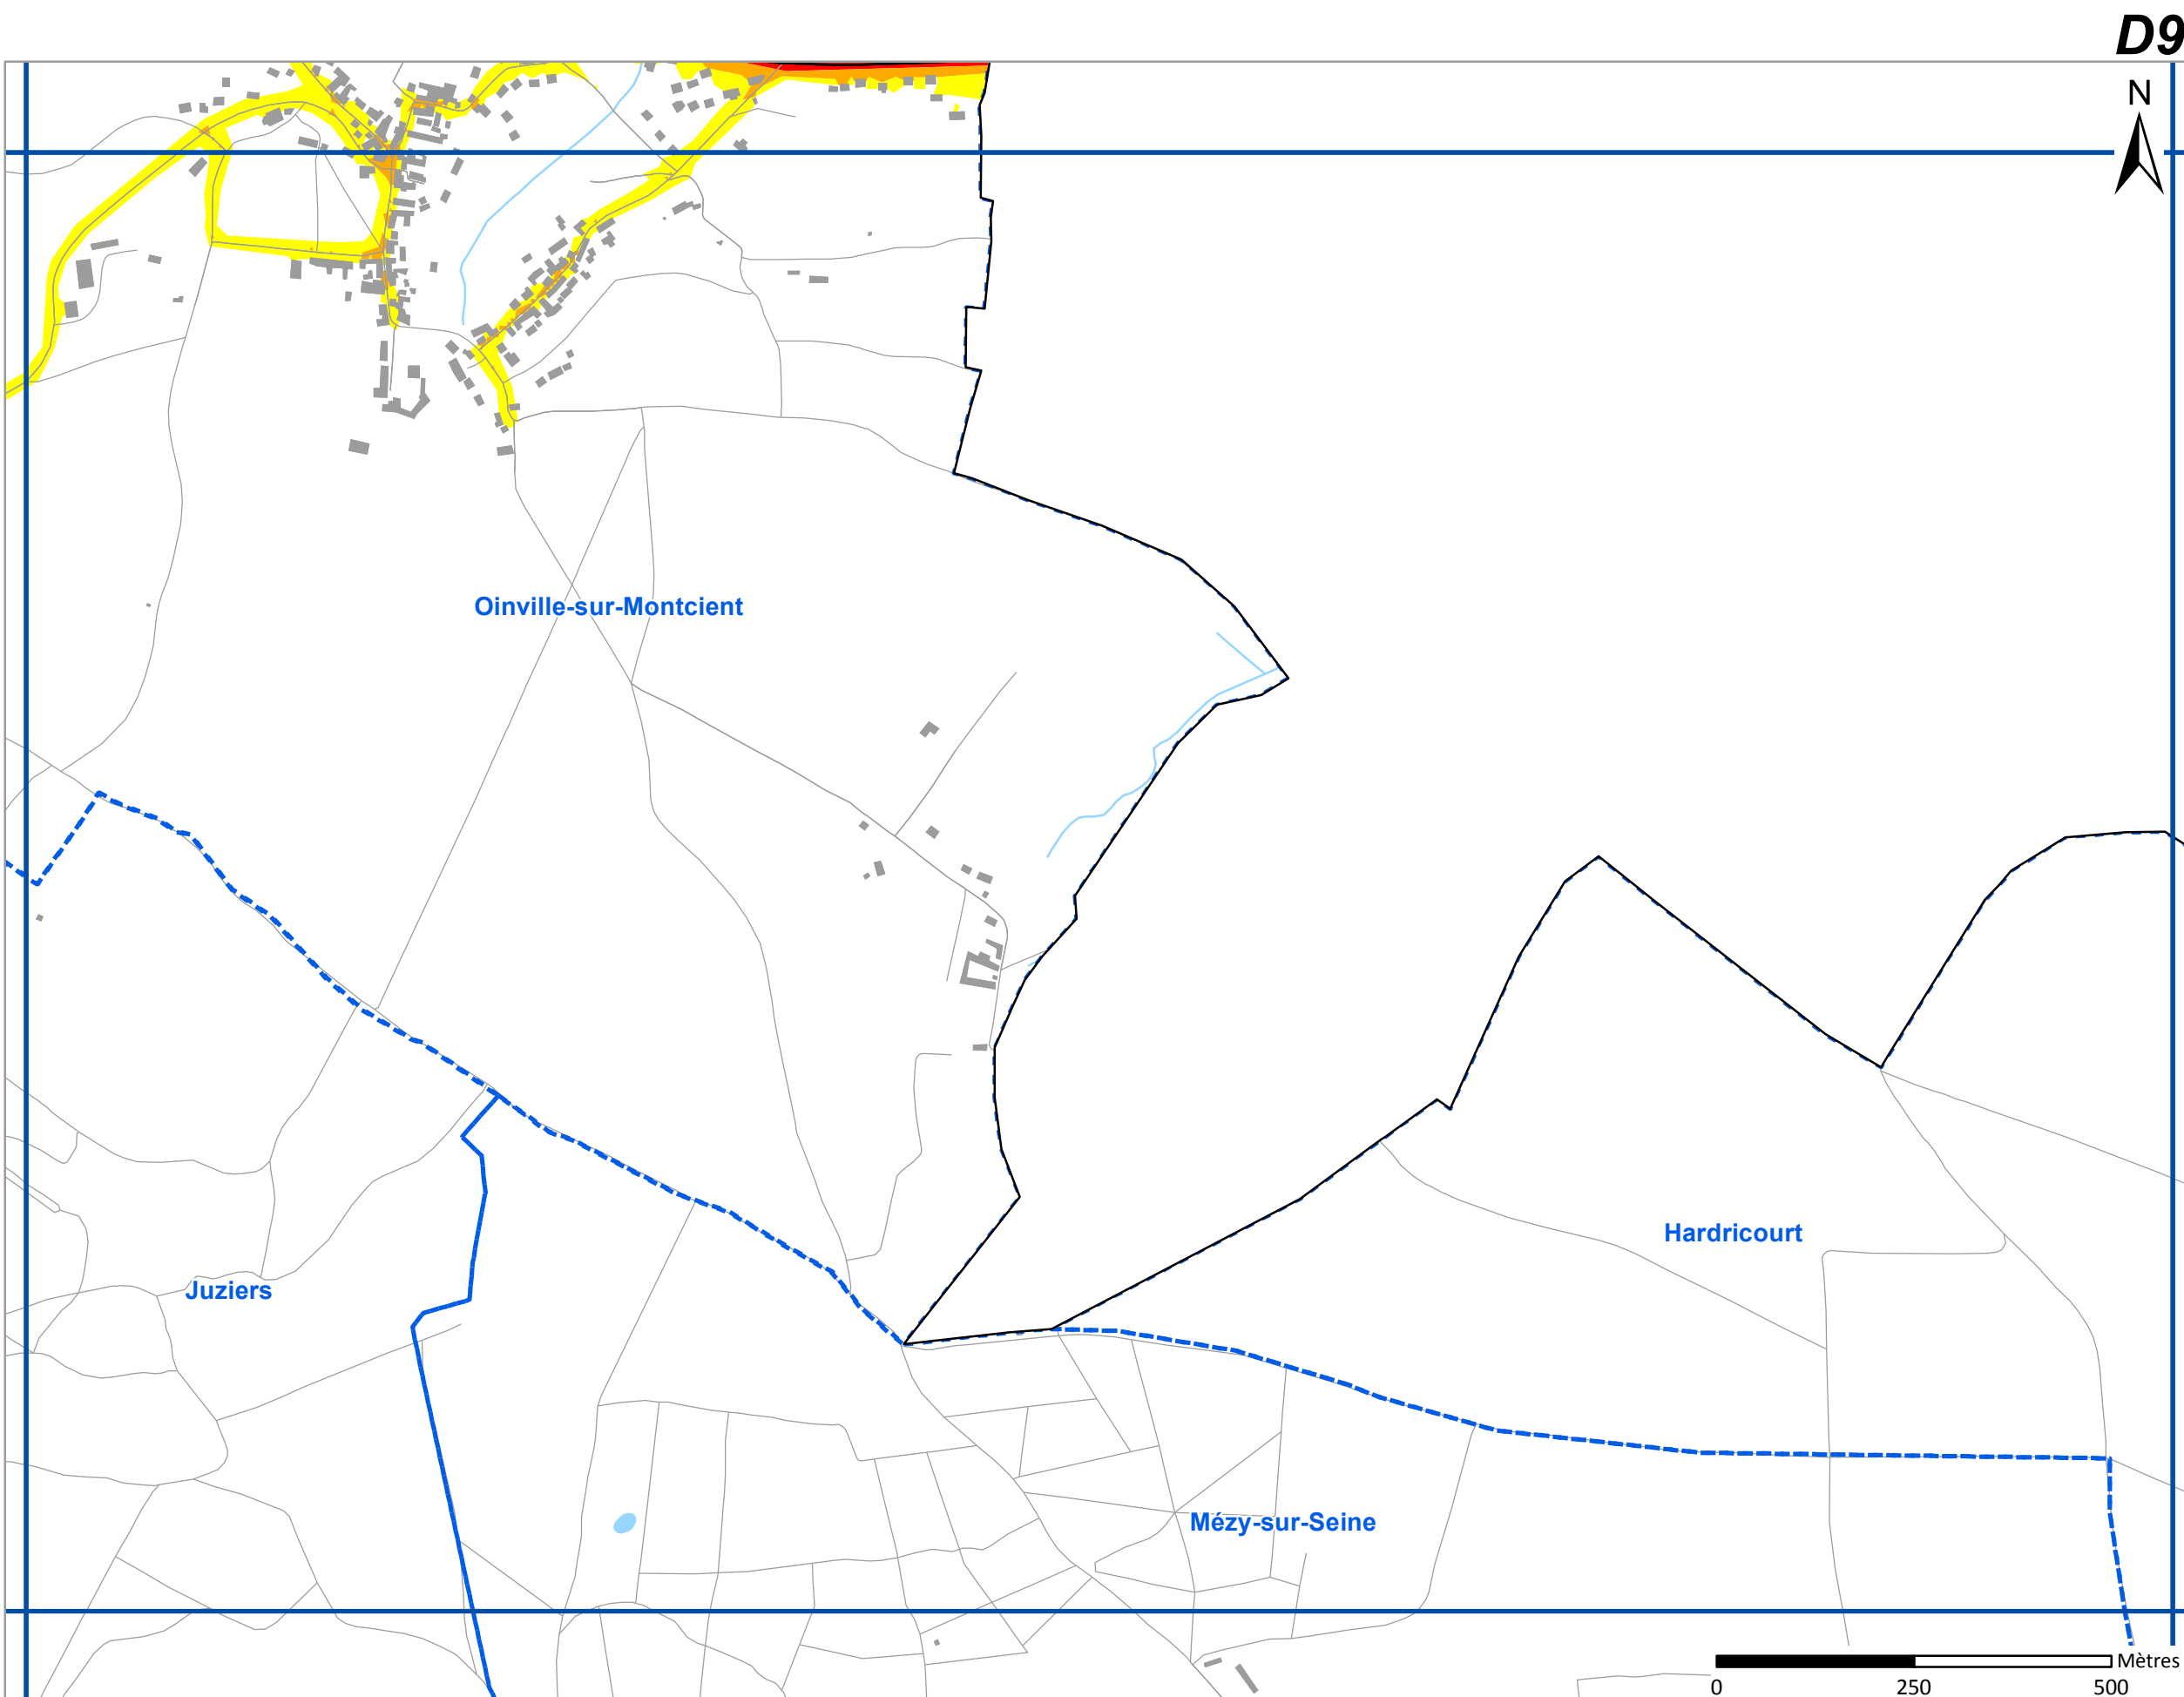 D9
N
Oinville-sur-Montcient
Hardricourt
Juziers
Mézy-sur-Seine
Mètres
0 250 500